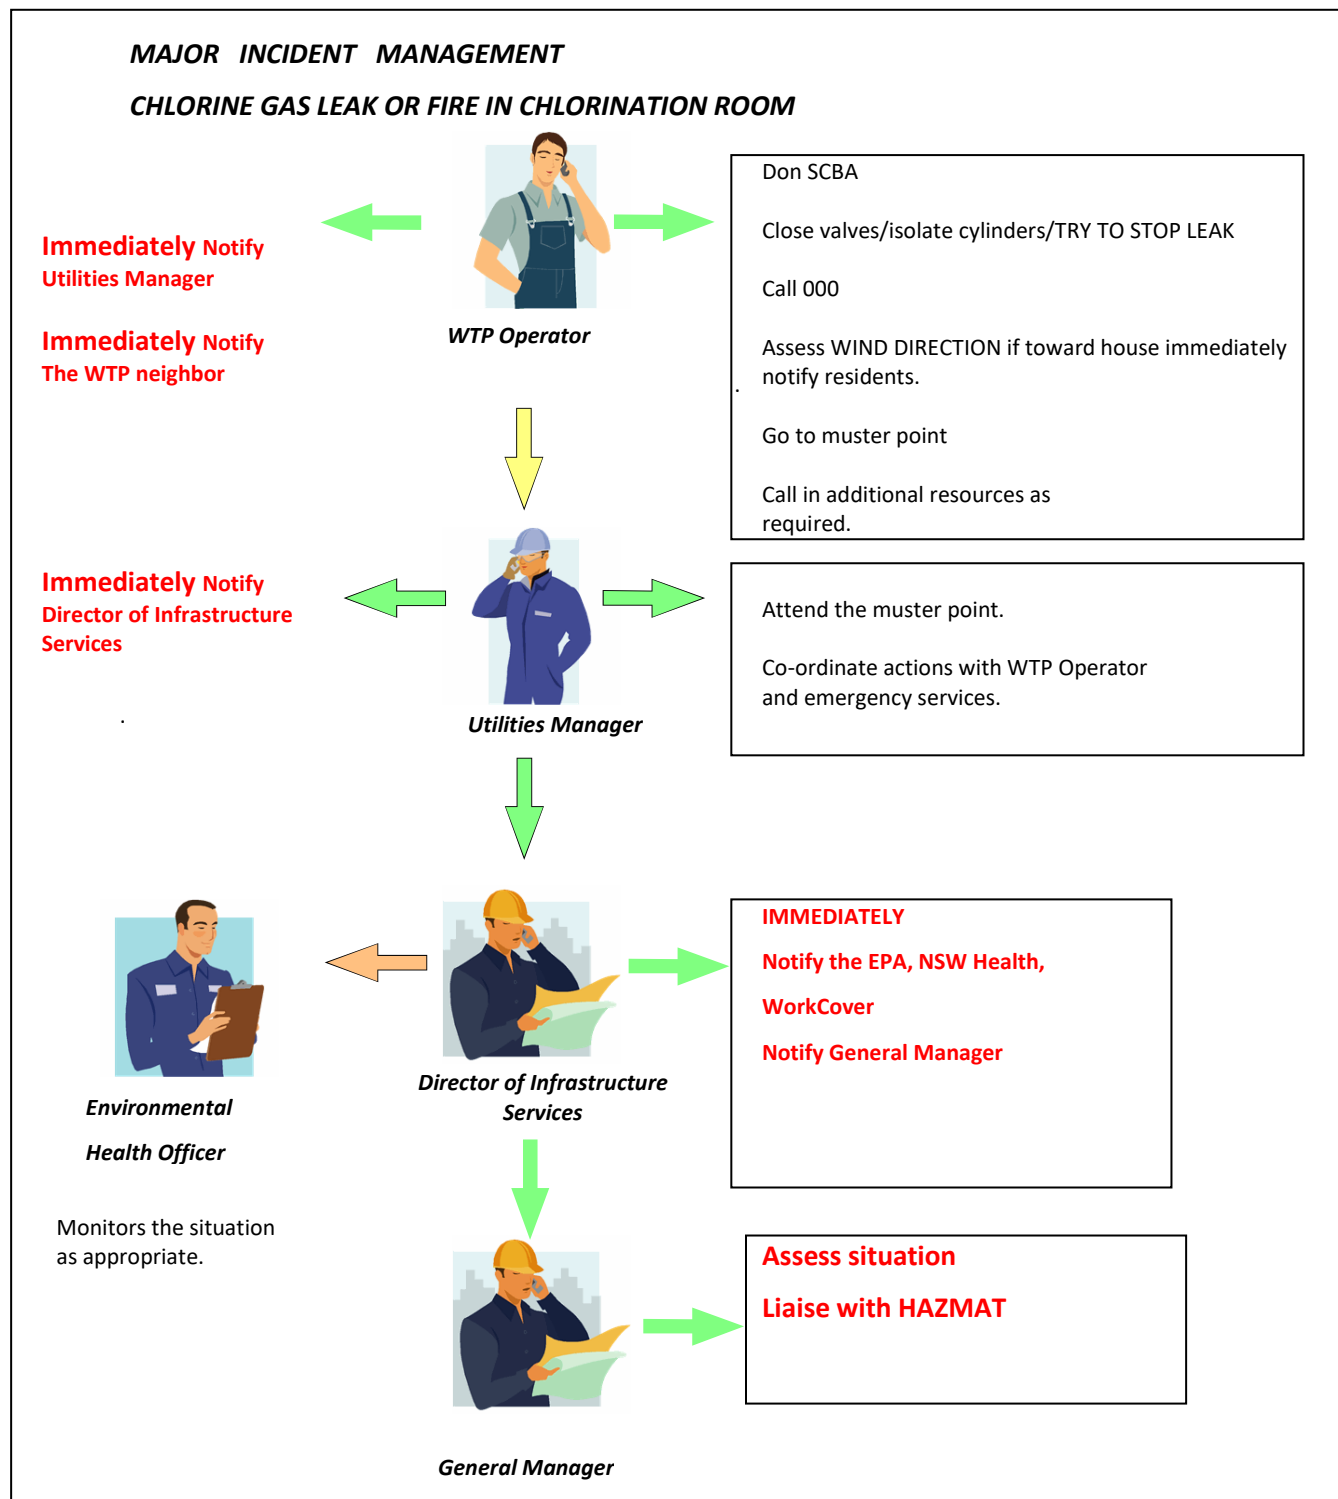 MAJOR INCIDENT MANAGEMENT
CHLORINE GAS LEAK OR FIRE IN CHLORINATION ROOM
Immediately Notify
Utilities Manager
Immediately Notify
The WTP neighbor
WTP Operator
Don SCBA
Close valves/isolate cylinders/TRY TO STOP LEAK
Call 000
Assess WIND DIRECTION if toward house immediately
notify residents.
.
Go to muster point
Call in additional resources as
required.
Immediately Notify
Director of Infrastructure
Services
.
Utilities Manager
Attend the muster point.
Co-ordinate actions with WTP Operator
and emergency services.
Environmental
Health Officer
Monitors the situation
as appropriate.
Director of Infrastructure
Services
IMMEDIATELY
Notify the EPA, NSW Health,
WorkCover
Notify General Manager
General Manager
Assess situation
Liaise with HAZMAT